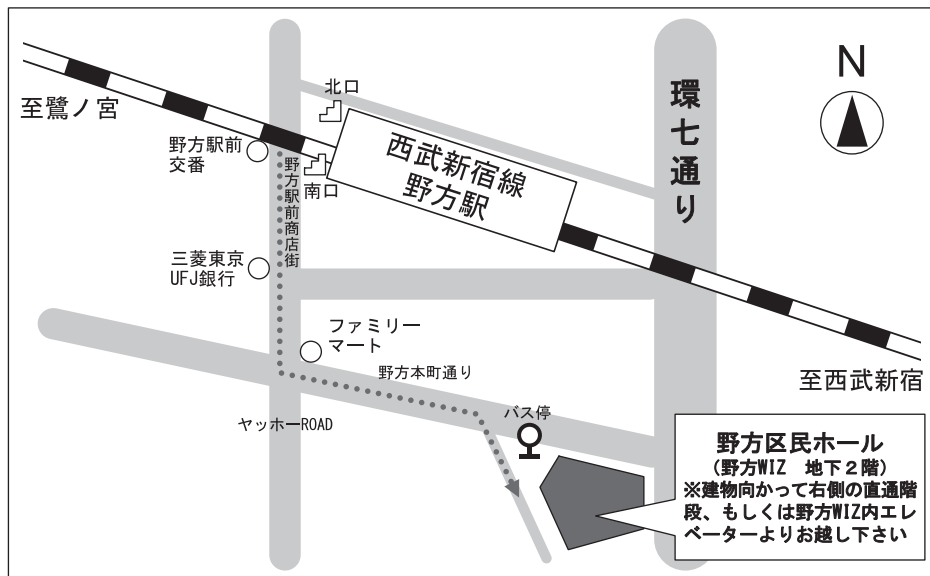 至鷺ノ宮
北口
野方駅前
交番
南口
野方駅前商店街
西武新宿線
野方駅
環七通り
N
三菱東京
UFJ銀行
ファミリー
マート
野方本町通り
至西武新宿
ヤッホーROAD
バス停
野方区民ホール
（野方WIZ　地下２階）
※建物向かって右側の直通階
段、もしくは野方WIZ内エレ
ベーターよりお越し下さい